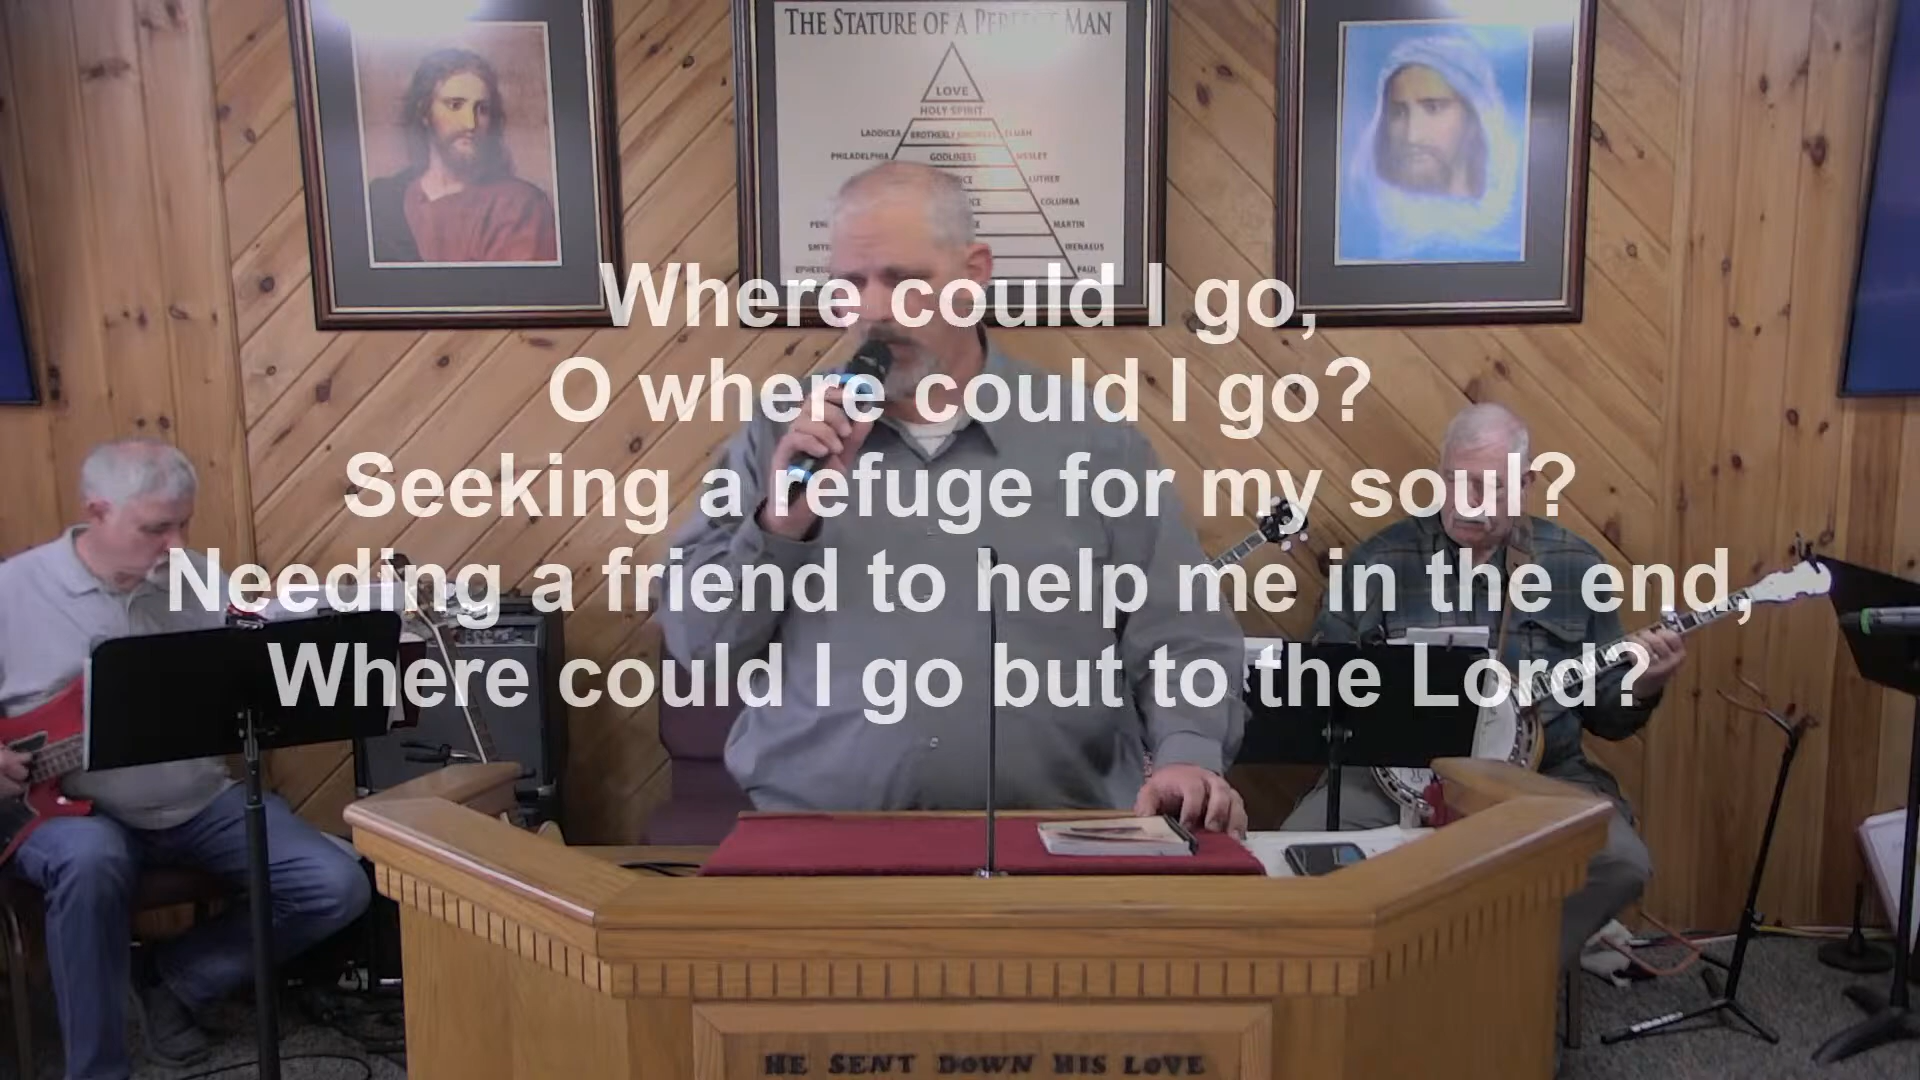 THE STATURE OF A PERFECT MAN
LOVE
HOLY SPIRIT
LAODICEA BROTHERLY KINDNESS ELIJAH
PHILADELPHIA GODLINESS WESLEY
LUTHER
COLUMBA
MARTIN
IRENAEUS
PAUL
Where could I go,
O where could I go?
Seeking a refuge for my soul?
Needing a friend to help me in the end,
Where could I go but to the Lord?
HE SENT DOWN HIS LOVE